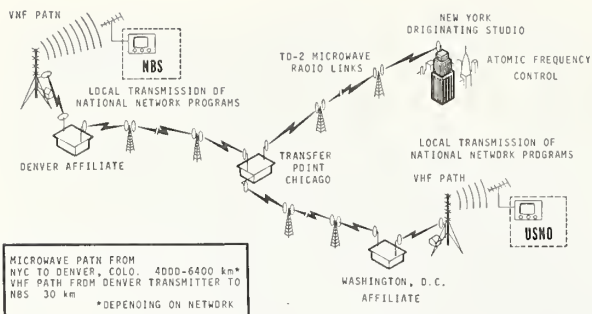 VHF PATH
NBS
LOCAL TRANSMISSION OF
NATIONAL NETWORK PROGRAMS
DENVER AFFILIATE
TD-2 MICROWAVE
RADIO LINKS
NEW YORK
ORIGINATING STUDIO
ATOMIC FREQUENCY
CONTROL
TRANSFER
POINT
CHICAGO
LOCAL TRANSMISSION OF
NATIONAL NETWORK PROGRAMS
VHF PATH
USNO
WASHINGTON, D.C.
AFFILIATE
MICROWAVE PATH FROM
NYC TO DENVER, COLO. 4000-6400 km*
VHF PATH FROM DENVER TRANSMITTER TO
NBS 30 km
*DEPENDING ON NETWORK